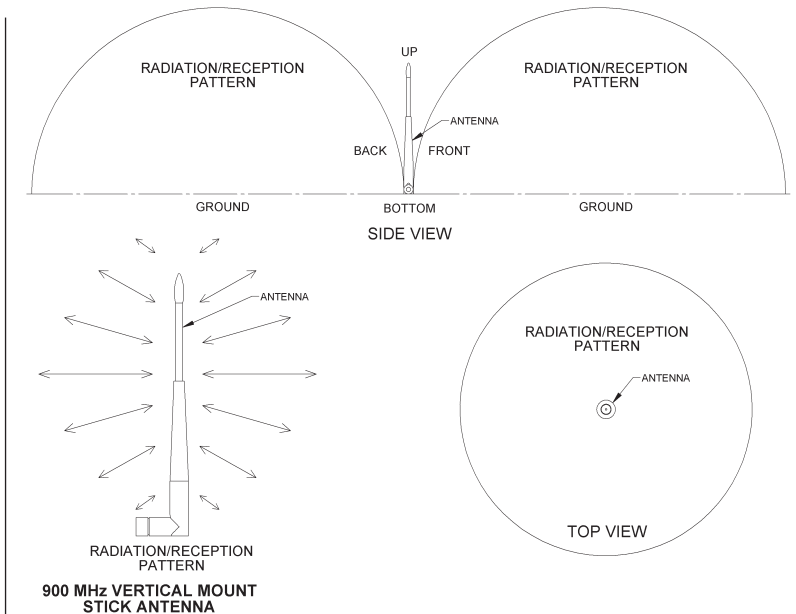 UP
RADIATION/RECEPTION
PATTERN
RADIATION/RECEPTION
PATTERN
ANTENNA
BACK
FRONT
GROUND
BOTTOM
GROUND
SIDE VIEW
ANTENNA
RADIATION/RECEPTION
PATTERN
900 MHz VERTICAL MOUNT
STICK ANTENNA
RADIATION/RECEPTION
PATTERN
ANTENNA
TOP VIEW